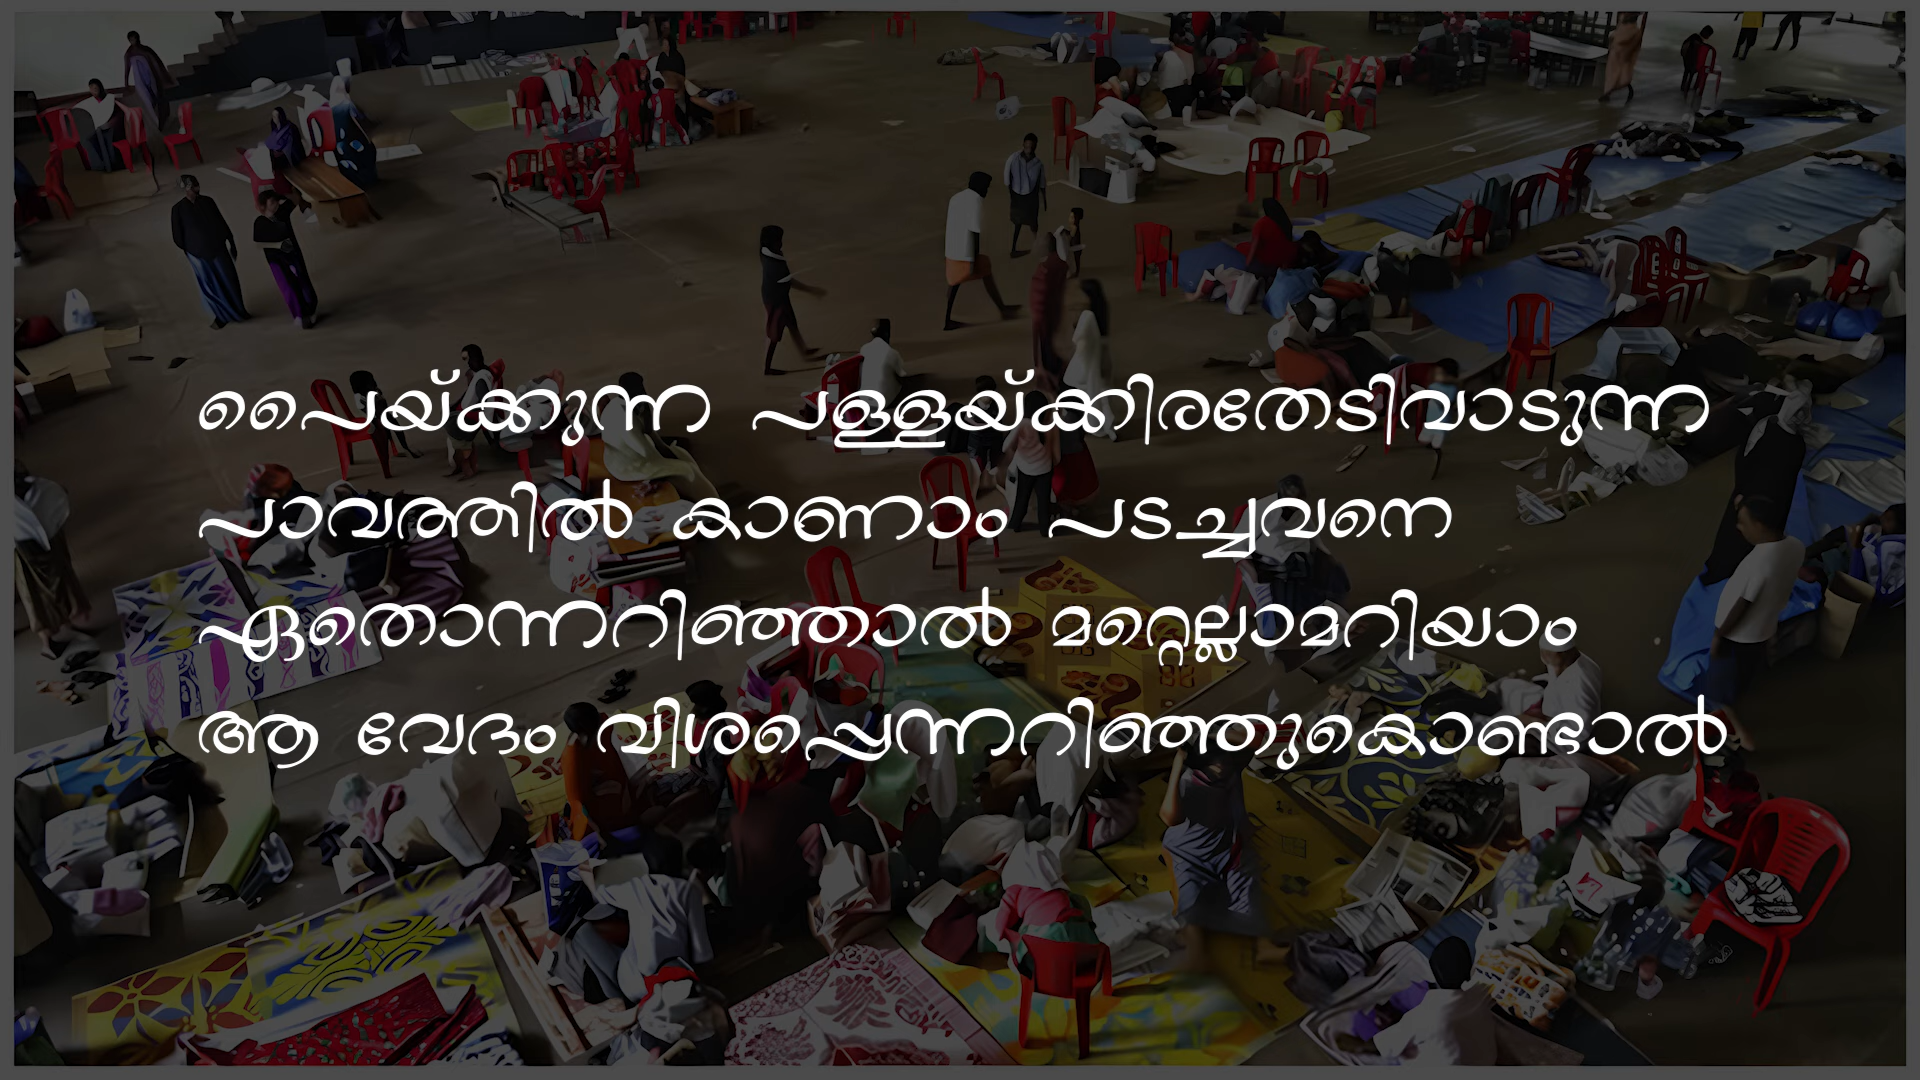 പൈയ്ക്കുന്ന പള്ളയ്ക്കിരതേടിവാടുന്ന
പാവത്തിൽ കാണാം പടച്ചവനെ
ഏതൊന്നറിഞ്ഞാൽ മറ്റെല്ലാമറിയാം
ആ വേദം വിശപ്പെന്നറിഞ്ഞുകൊണ്ടാൽ